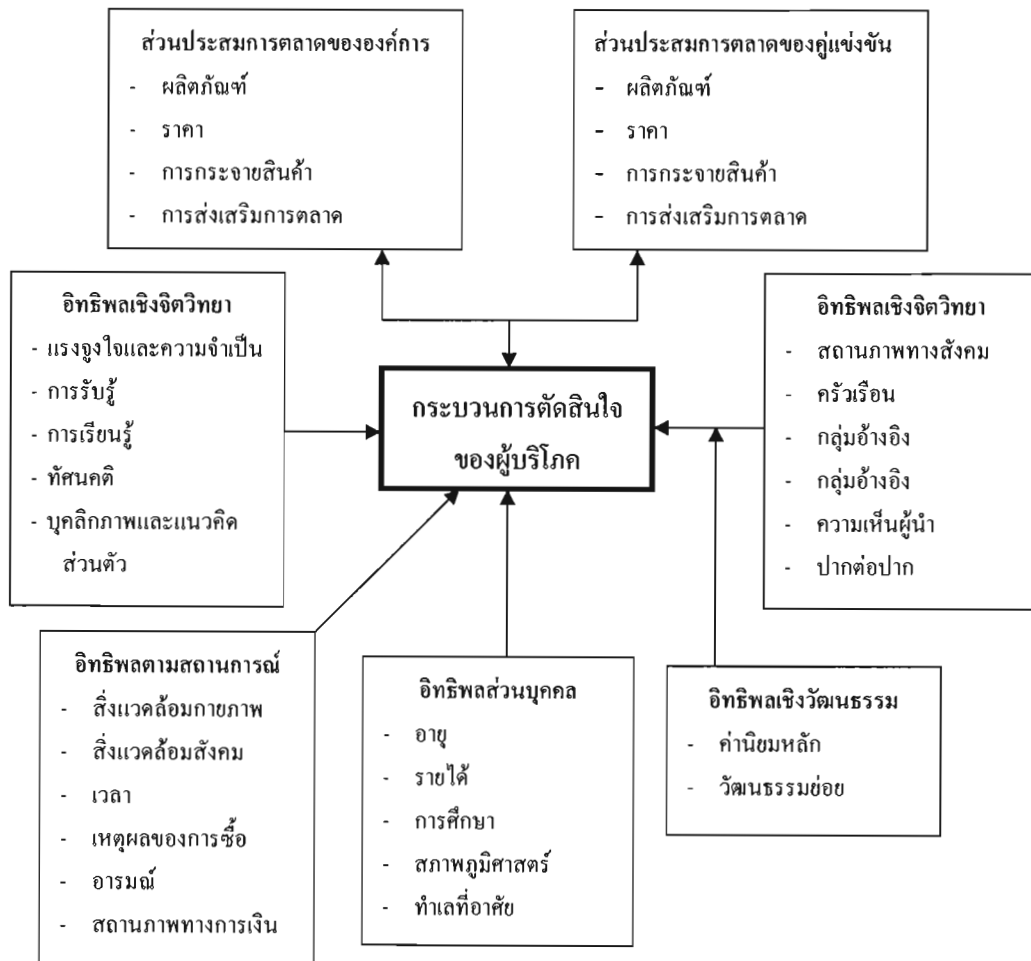 ส่วนประสมการตลาดขององค์การ
- ผลิตภัณฑ์
- ราคา
- การกระจายสินค้า
- การส่งเสริมการตลาด
ส่วนประสมการตลาดของคู่แข่งขัน
- ผลิตภัณฑ์
- ราคา
- การกระจายสินค้า
- การส่งเสริมการตลาด
อิทธิพลเชิงจิตวิทยา
- แรงจูงใจและความจำเป็น
- การรับรู้
- การเรียนรู้
- ทัศนคติ
- บุคลิกภาพและแนวคิด
ส่วนตัว
กระบวนการตัดสินใจ
ของผู้บริโภค
อิทธิพลเชิงจิตวิทยา
- สถานภาพทางสังคม
- ครัวเรือน
- กลุ่มอ้างอิง
- กลุ่มอ้างอิง
- ความเห็นผู้นำ
- ปากต่อปาก
อิทธิพลตามสถานการณ์
- สิ่งแวดล้อมกายภาพ
- สิ่งแวดล้อมสังคม
- เวลา
- เหตุผลของการซื้อ
- อารมณ์
- สถานภาพทางการเงิน
อิทธิพลส่วนบุคคล
- อายุ
- รายได้
- การศึกษา
- สภาพภูมิศาสตร์
- ทำเลที่อาศัย
อิทธิพลเชิงวัฒนธรรม
- ค่านิยมหลัก
- วัฒนธรรมย่อย